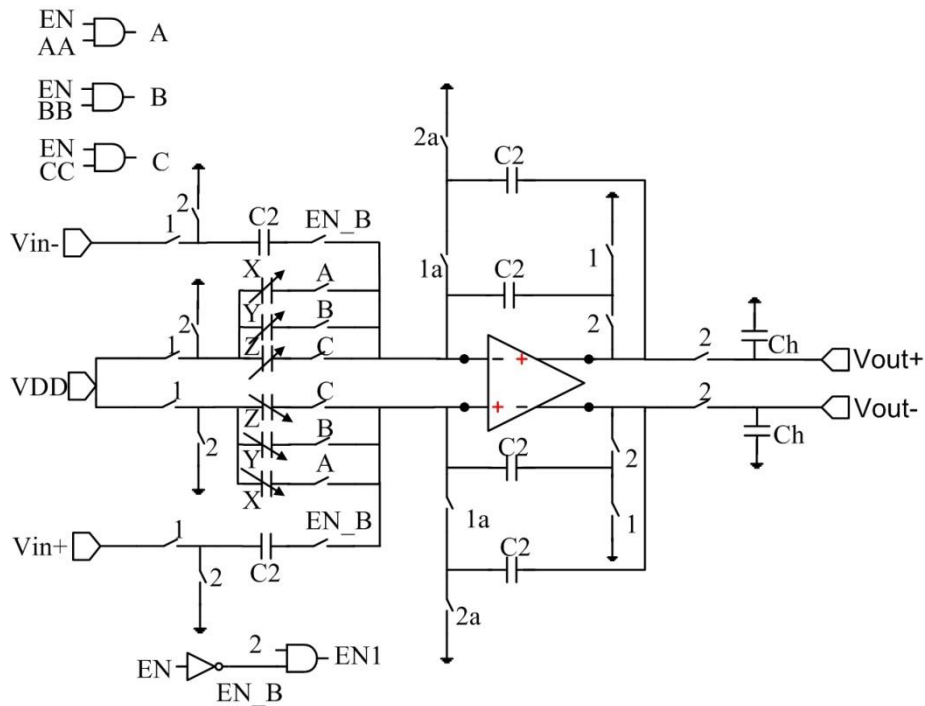 EN
AA
A
EN
BB
B
EN
CC
C
2a
C2
2
C2
EN_B
1
Vin-
1
X
A
1a
C2
2
Y
B
2
1
Z
C
2
Ch
Vout+
VDD
1
C
2
Vout-
Z
B
Ch
2
Y
A
C2
2
X
EN_B
1a
1
1
C2
Vin+
C2
2
2a
2
EN
EN1
EN_B